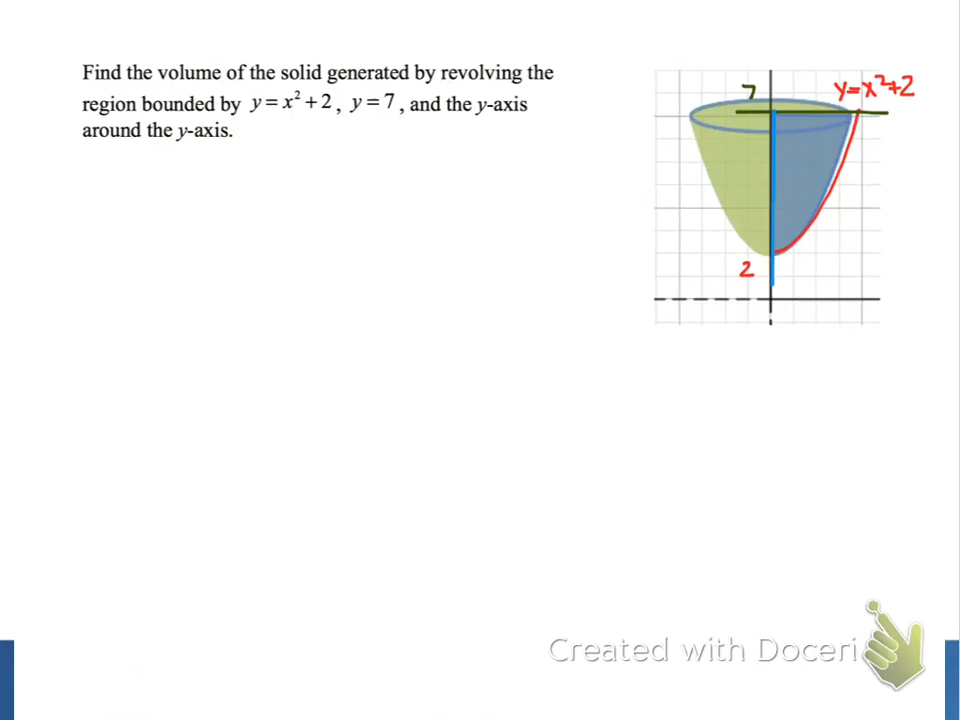 Find the volume of the solid generated by revolving the
region bounded by y = x² + 2, y = 7, and the y-axis
around the y-axis.
7
y=x²+2
2
Created with Doceri